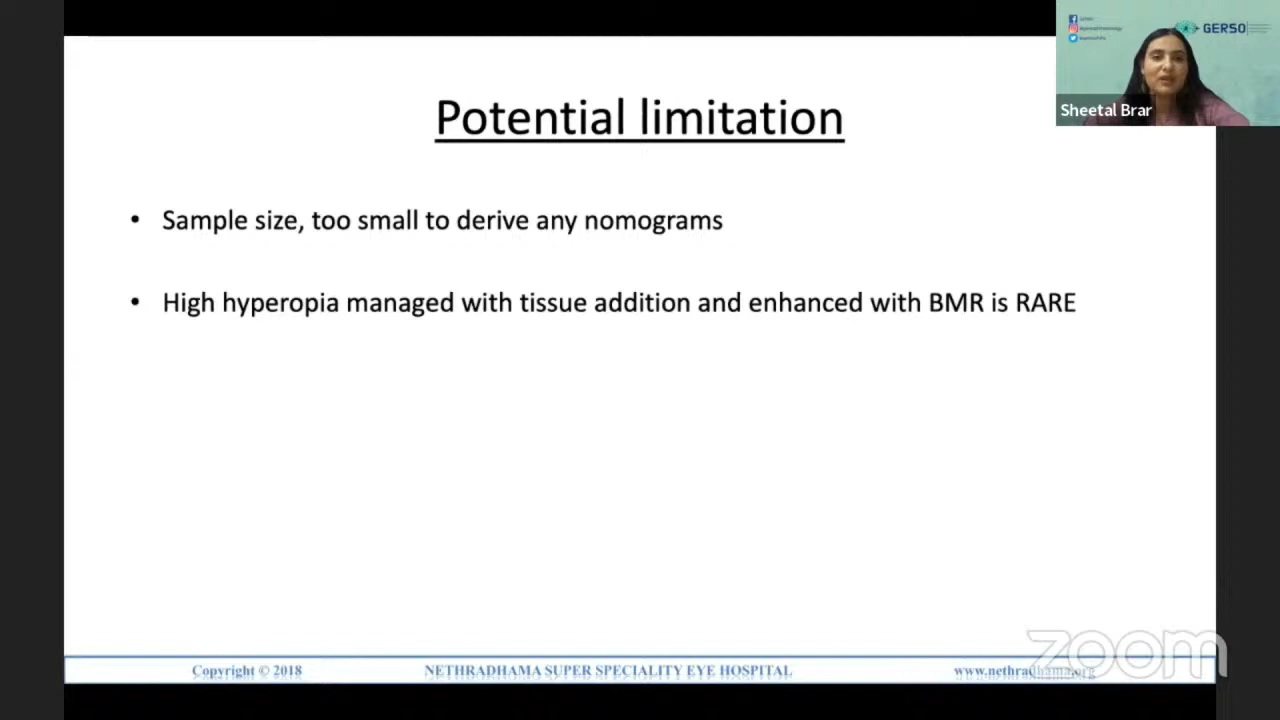 GERSO
Sheetal Brar
Potential limitation
• Sample size, too small to derive any nomograms
• High hyperopia managed with tissue addition and enhanced with BMR is RARE
zoom
Copyright © 2018 NETHRADHAMA SUPER SPECIALITY EYE HOSPITAL www.nethradhama.org